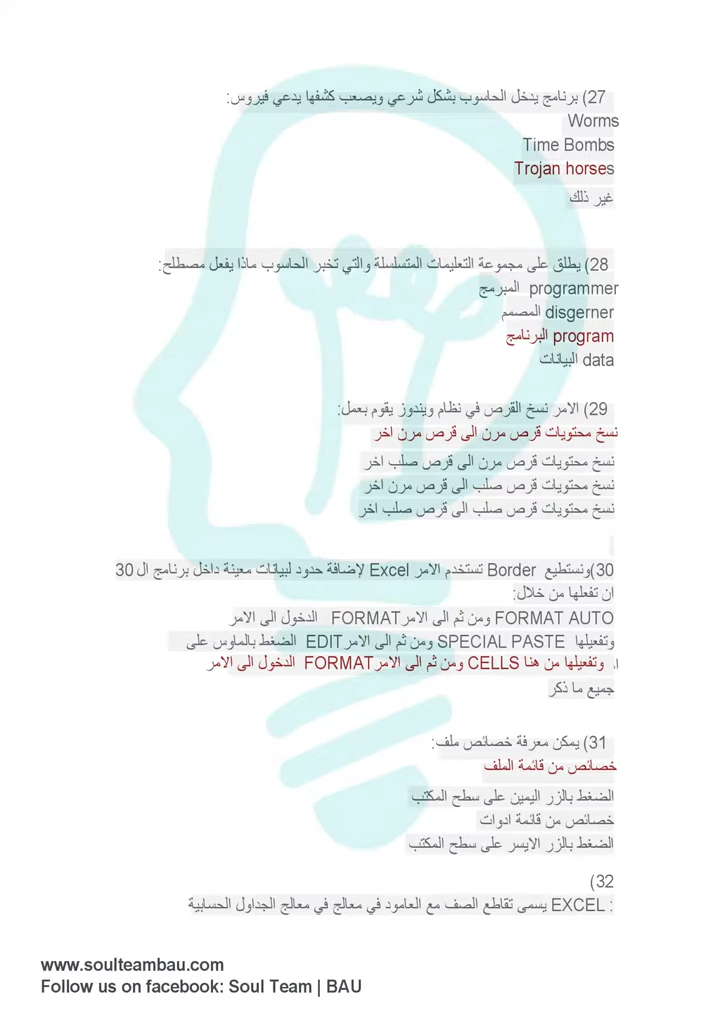 27) برنامج يدخل الحاسوب بشكل شرعي ويصعب كشفها يدعي فيروس:
Worms
Time Bombs
Trojan horses
غير ذلك
28) يطلق على مجموعة التعليمات المتسلسلة والتي تخبر الحاسوب ماذا يفعل مصطلح:
programmer المبرمج
disgerner المصمم
program البرنامج
data البيانات
29) الامر نسخ القرص في نظام ويندوز يقوم بعمل:
نسخ محتويات قرص مرن الى قرص مرن اخر
نسخ محتويات قرص مرن الى قرص صلب اخر
نسخ محتويات قرص صلب الى قرص مرن اخر
نسخ محتويات قرص صلب الى قرص صلب اخر
30)ونستطيع Border تستخدم الامر Excel لإضافة حدود لبيانات معينة داخل برنامج ال 30
ان تفعلها من خلال:
FORMAT AUTO ومن ثم الى الامر FORMAT الدخول الى الامر
وتفعيلها SPECIAL PASTE ومن ثم الى الامر EDIT الضغط بالماوس على
ا. وتفعيلها من هنا CELLS ومن ثم الى الامر FORMAT الدخول الى الامر
جميع ما ذكر
31) يمكن معرفة خصائص ملف:
خصائص من قائمة الملف
الضغط بالزر اليمين على سطح المكتب
خصائص من قائمة ادوات
الضغط بالزر الايسر على سطح المكتب
32)
: EXCEL يسمى تقاطع الصف مع العامود في معالج في معالج الجداول الحسابية
www.soulteambau.com
Follow us on facebook: Soul Team | BAU